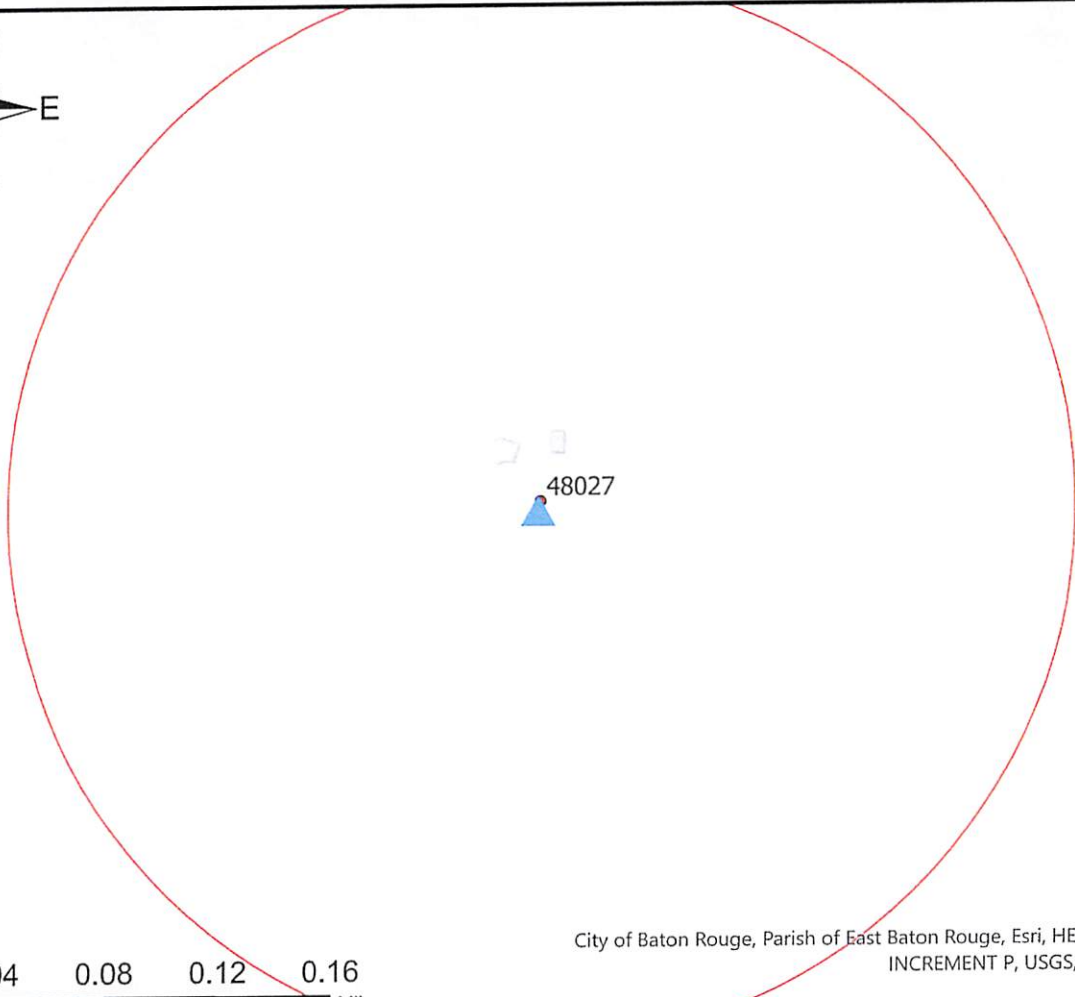 E
48027
City of Baton Rouge, Parish of East Baton Rouge, Esri, HE
INCREMENT P, USGS,
04 0.08 0.12 0.16